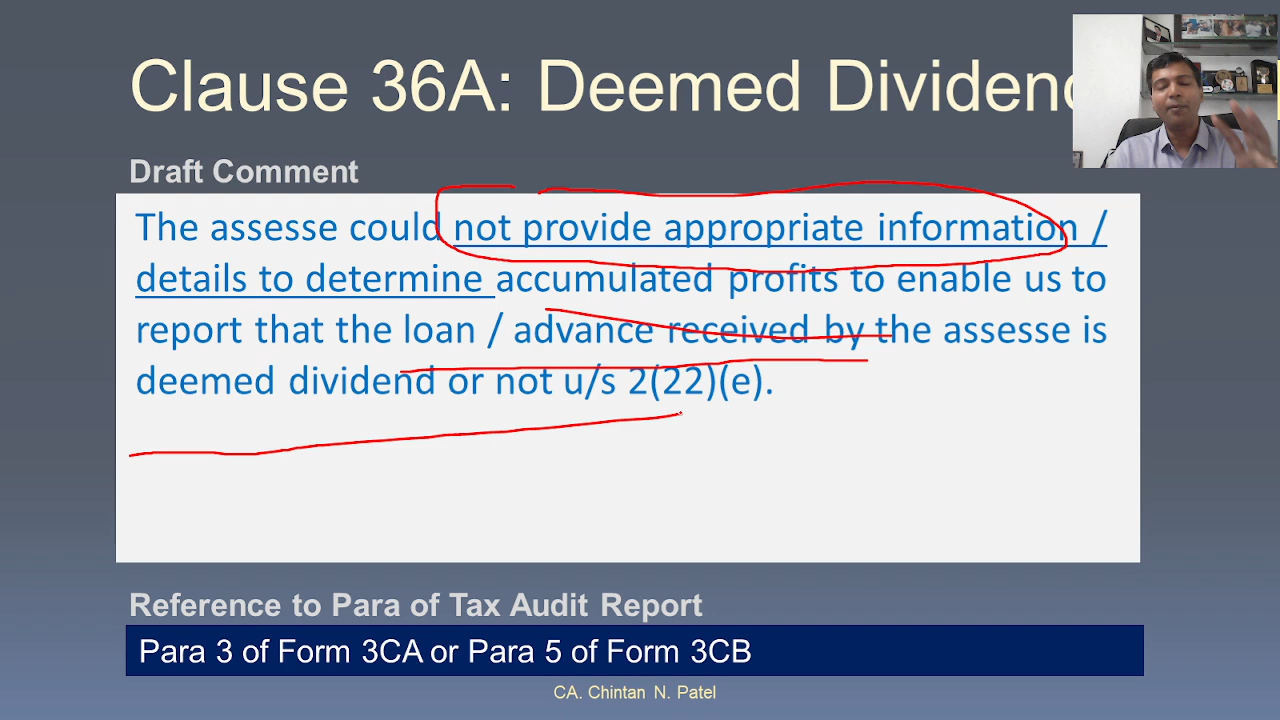 Clause 36A: Deemed Dividend
Draft Comment
The assesse could not provide appropriate information /
details to determine accumulated profits to enable us to
report that the loan / advance received by the assesse is
deemed dividend or not u/s 2(22)(e).
Reference to Para of Tax Audit Report
Para 3 of Form 3CA or Para 5 of Form 3CB
CA. Chintan N. Patel